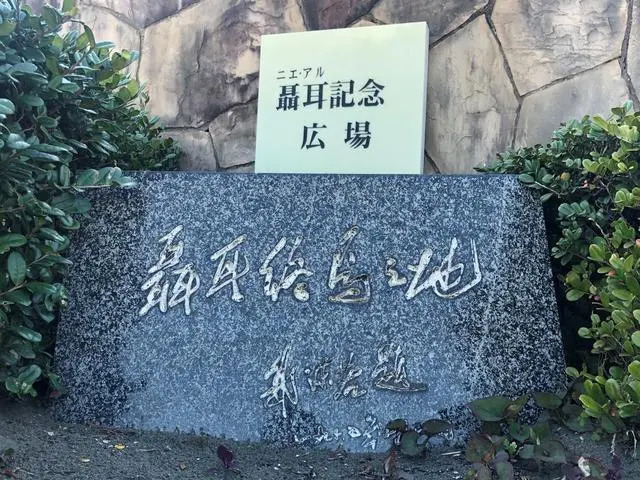 ニエ・アル
聶耳記念
広場
聶耳終焉之地
郭沫若題